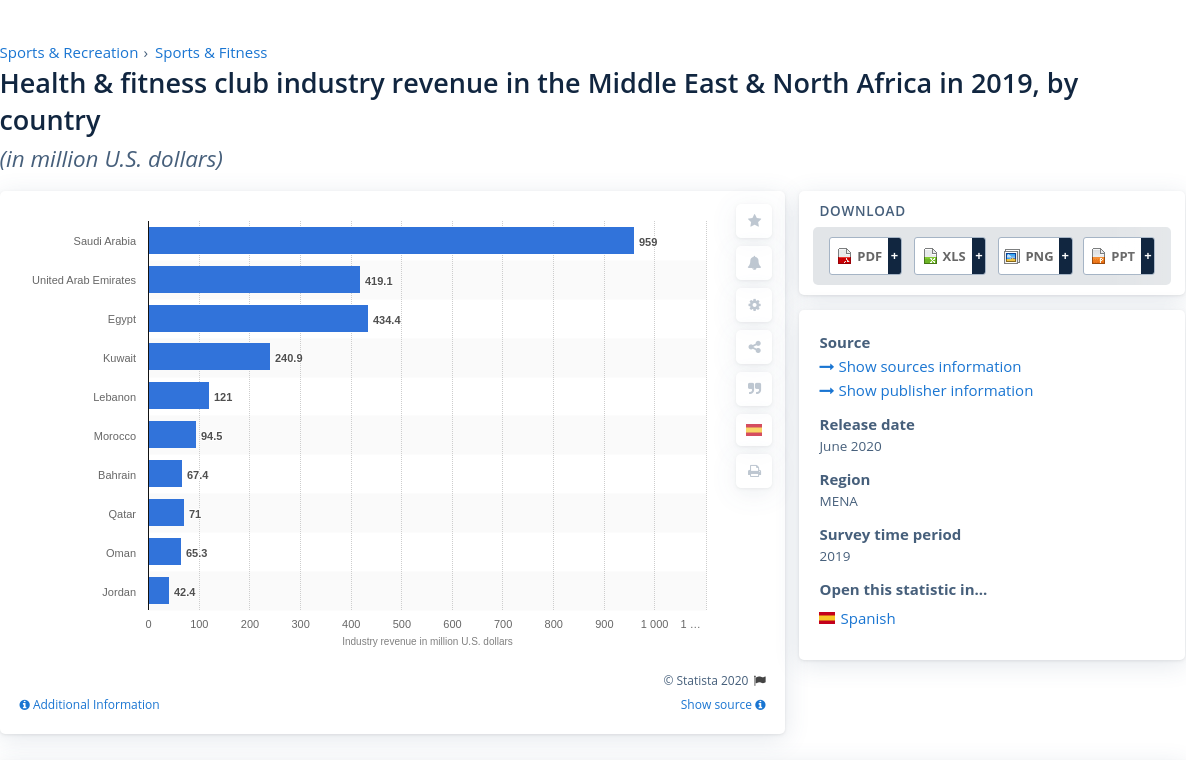 Sports & Recreation › Sports & Fitness
Health & fitness club industry revenue in the Middle East & North Africa in 2019, by
country
(in million U.S. dollars)
Saudi Arabia 959
United Arab Emirates 419.1
Egypt 434.4
Kuwait 240.9
Lebanon 121
Morocco 94.5
Bahrain 67.4
Qatar 71
Oman 65.3
Jordan 42.4
0 100 200 300 400 500 600 700 800 900 1 000 1 …
Industry revenue in million U.S. dollars
© Statista 2020
Additional Information
Show source
DOWNLOAD
PDF + XLS + PNG + PPT +
Source
Show sources information
Show publisher information
Release date
June 2020
Region
MENA
Survey time period
2019
Open this statistic in...
Spanish